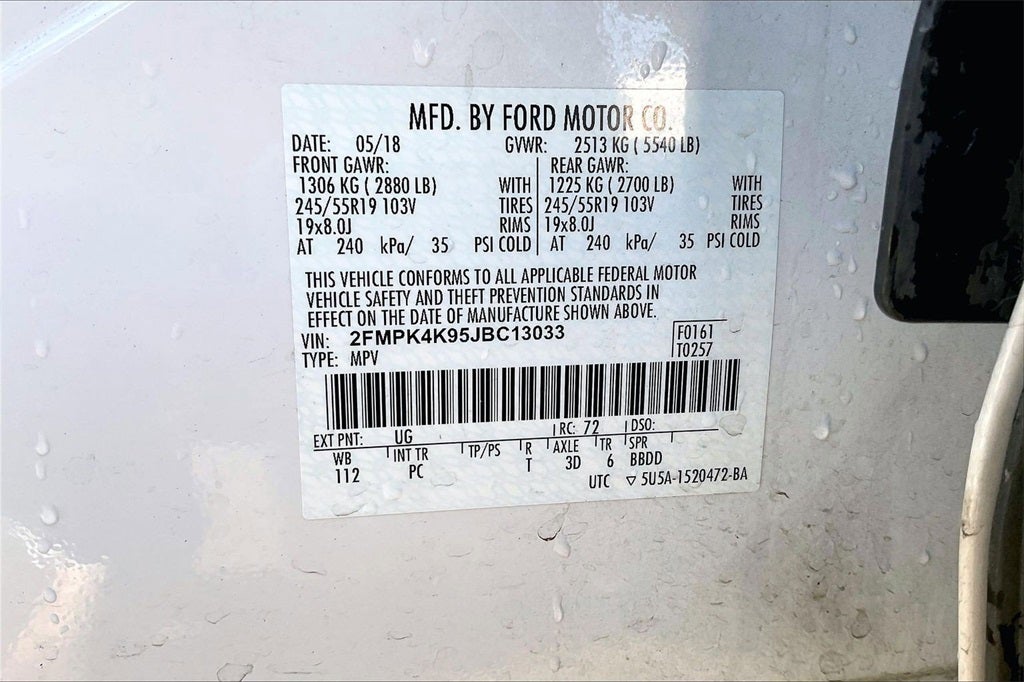 MFD. BY FORD MOTOR CO.
DATE: 05/18 GVWR: 2513 KG ( 5540 LB)
FRONT GAWR: REAR GAWR:
1306 KG ( 2880 LB) WITH 1225 KG ( 2700 LB) WITH
245/55R19 103V TIRES 245/55R19 103V TIRES
19x8.0J RIMS 19x8.0J RIMS
AT 240 kPa/ 35 PSI COLD AT 240 kPa/ 35 PSI COLD
THIS VEHICLE CONFORMS TO ALL APPLICABLE FEDERAL MOTOR
VEHICLE SAFETY AND THEFT PREVENTION STANDARDS IN
EFFECT ON THE DATE OF MANUFACTURE SHOWN ABOVE.
VIN: 2FMPK4K95JBC13033 F0161
TYPE: MPV T0257
EXT PNT: UG RC: 72 DSO:
WB INT TR TP/PS R AXLE TR SPR
112 PC T 3D 6 BBDD
UTC ▽ 5U5A-1520472-BA